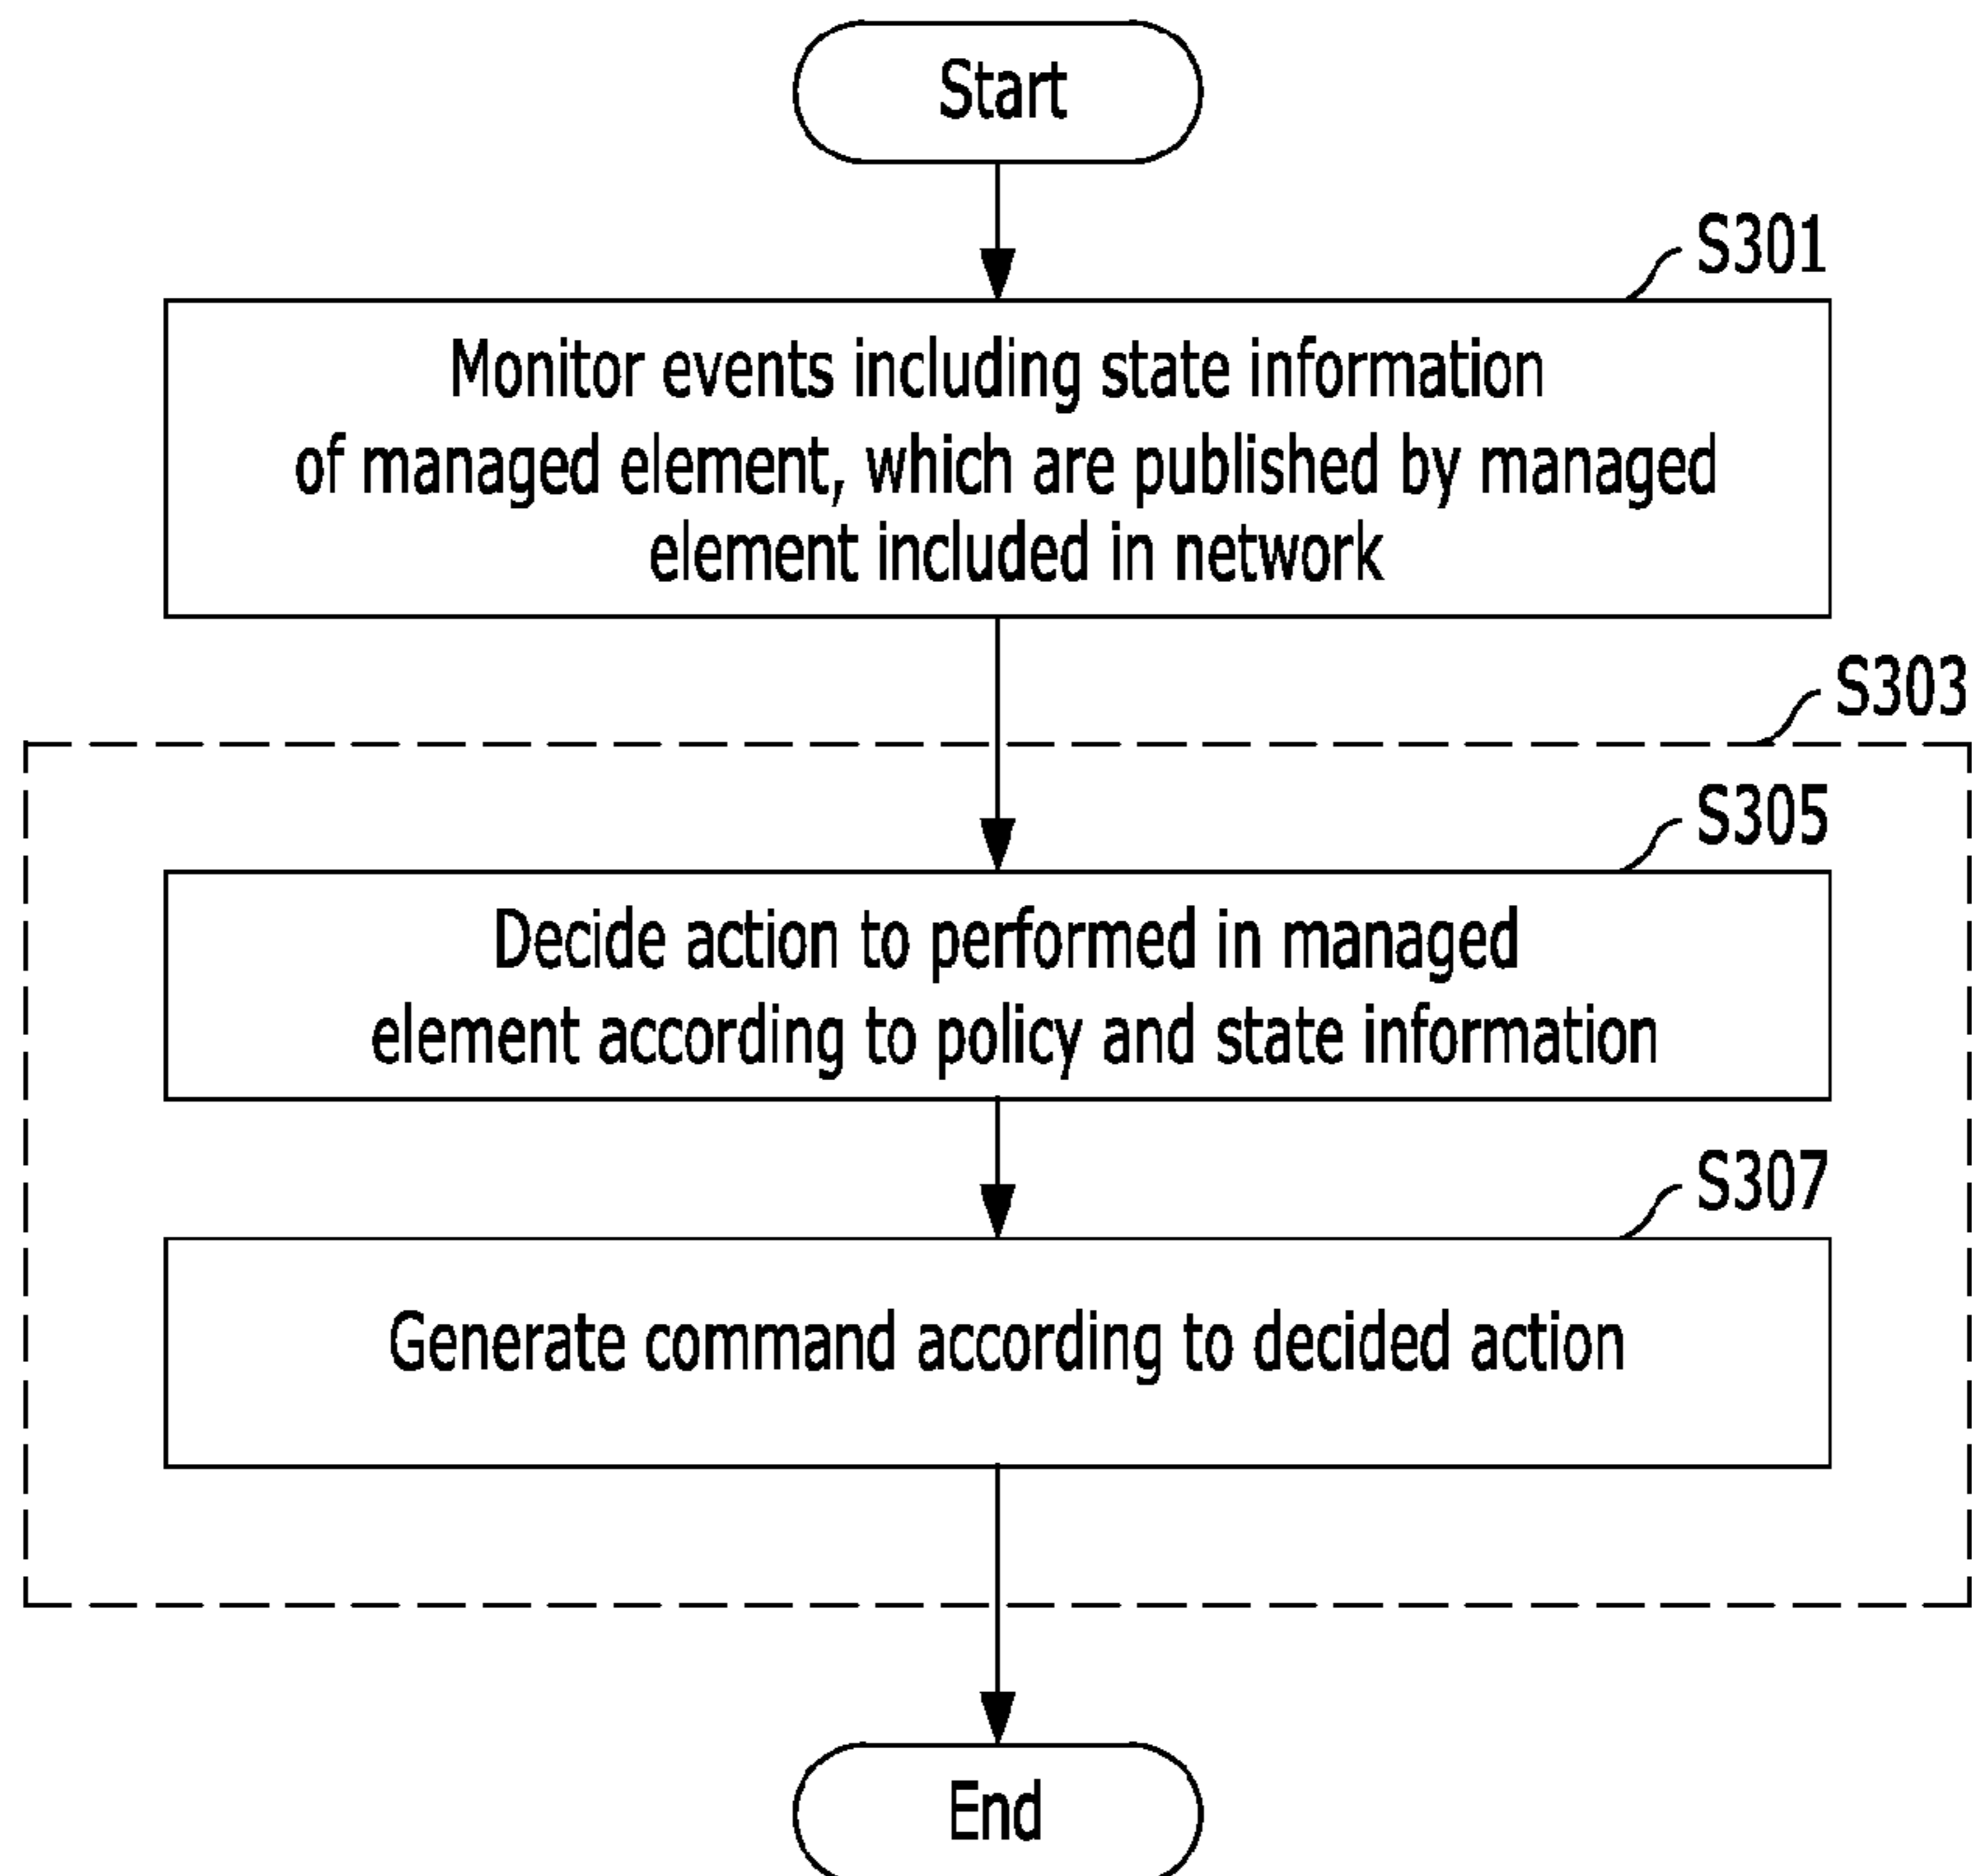 Start
S301
Monitor events including state information
of managed element, which are published by managed
element included in network
S303
S305
Decide action to performed in managed
element according to policy and state information
S307
Generate command according to decided action
End